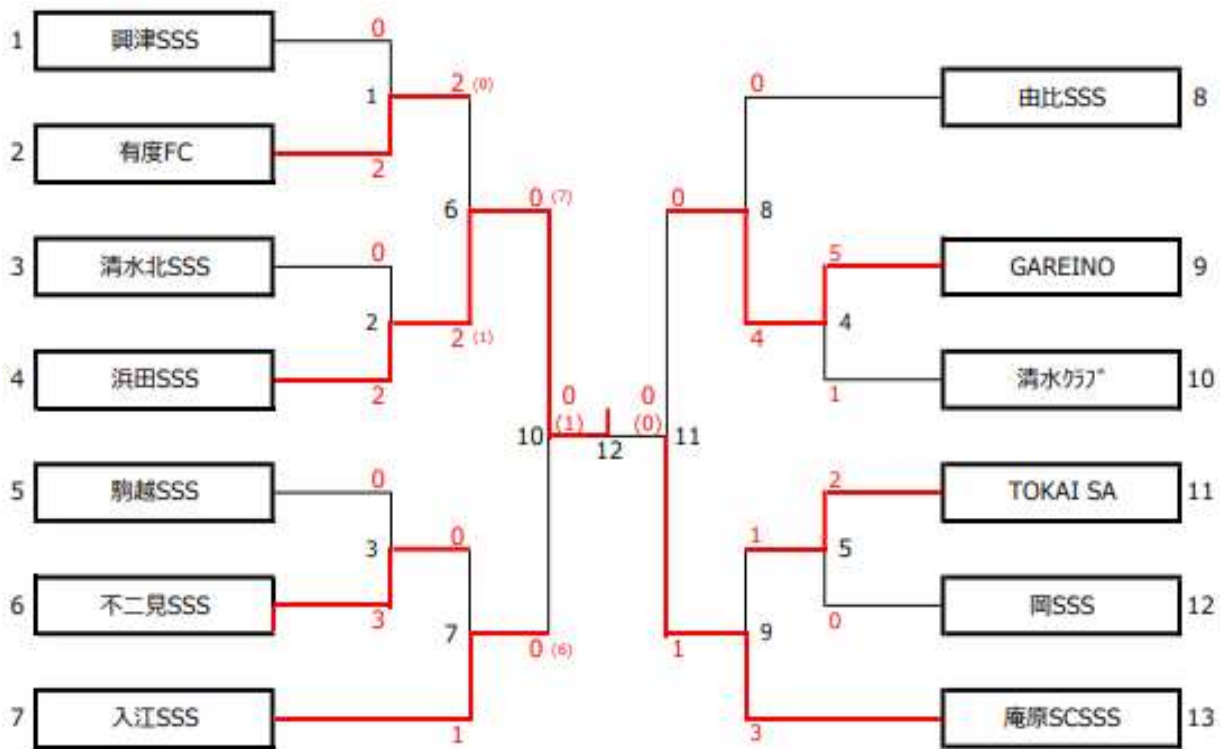 1 興津SSS 0
1 2 (0)
2 有度FC 2
6 0 (7)
3 清水北SSS 0
2 2 (1)
4 浜田SSS 2
10 0 (1) 12 0 (0) 11
5 駒越SSS 0
3 0
6 不二見SSS 3
7 0 (6)
7 入江SSS 1
0 由比SSS 8
0 8
5 GAREINO 9
4 4
1 清水ｸﾗﾌﾞ 10
2 TOKAI SA 11
1 5
0 岡SSS 12
1 9
3 庵原SCSSS 13